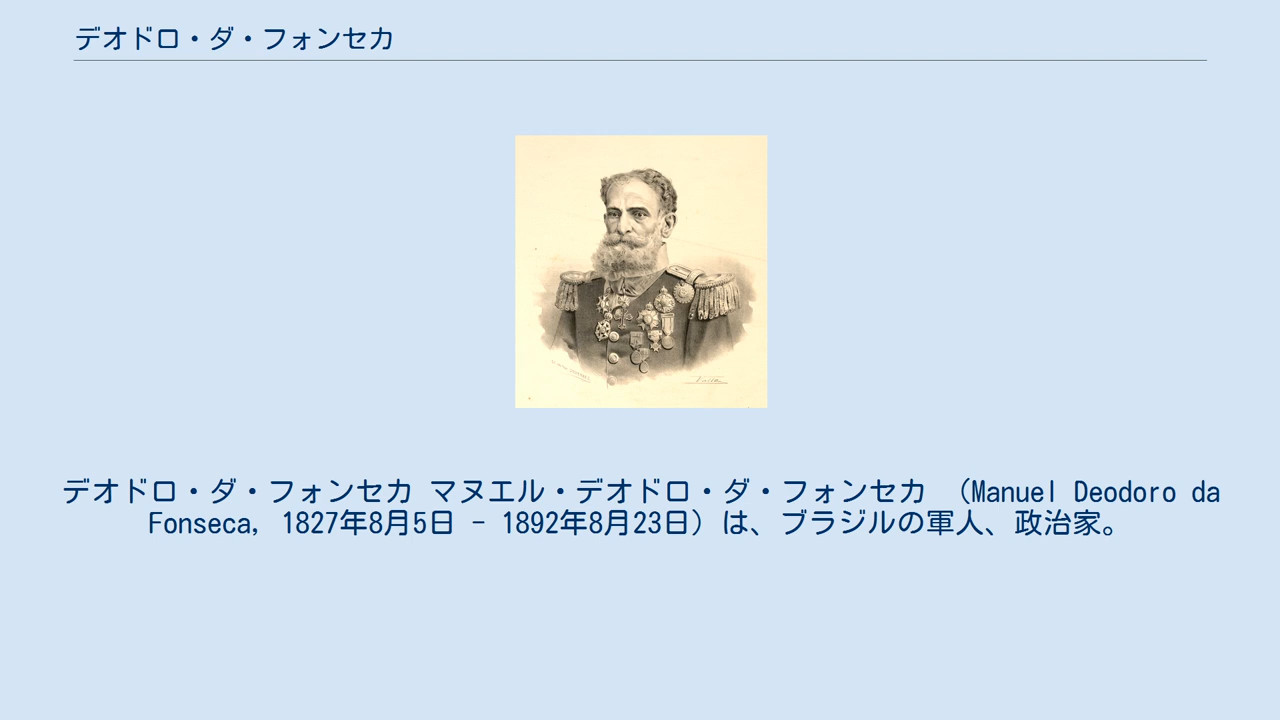 デオドロ・ダ・フォンセカ
デオドロ・ダ・フォンセカ マヌエル・デオドロ・ダ・フォンセカ （Manuel Deodoro da
Fonseca, 1827年8月5日 - 1892年8月23日）は、ブラジルの軍人、政治家。